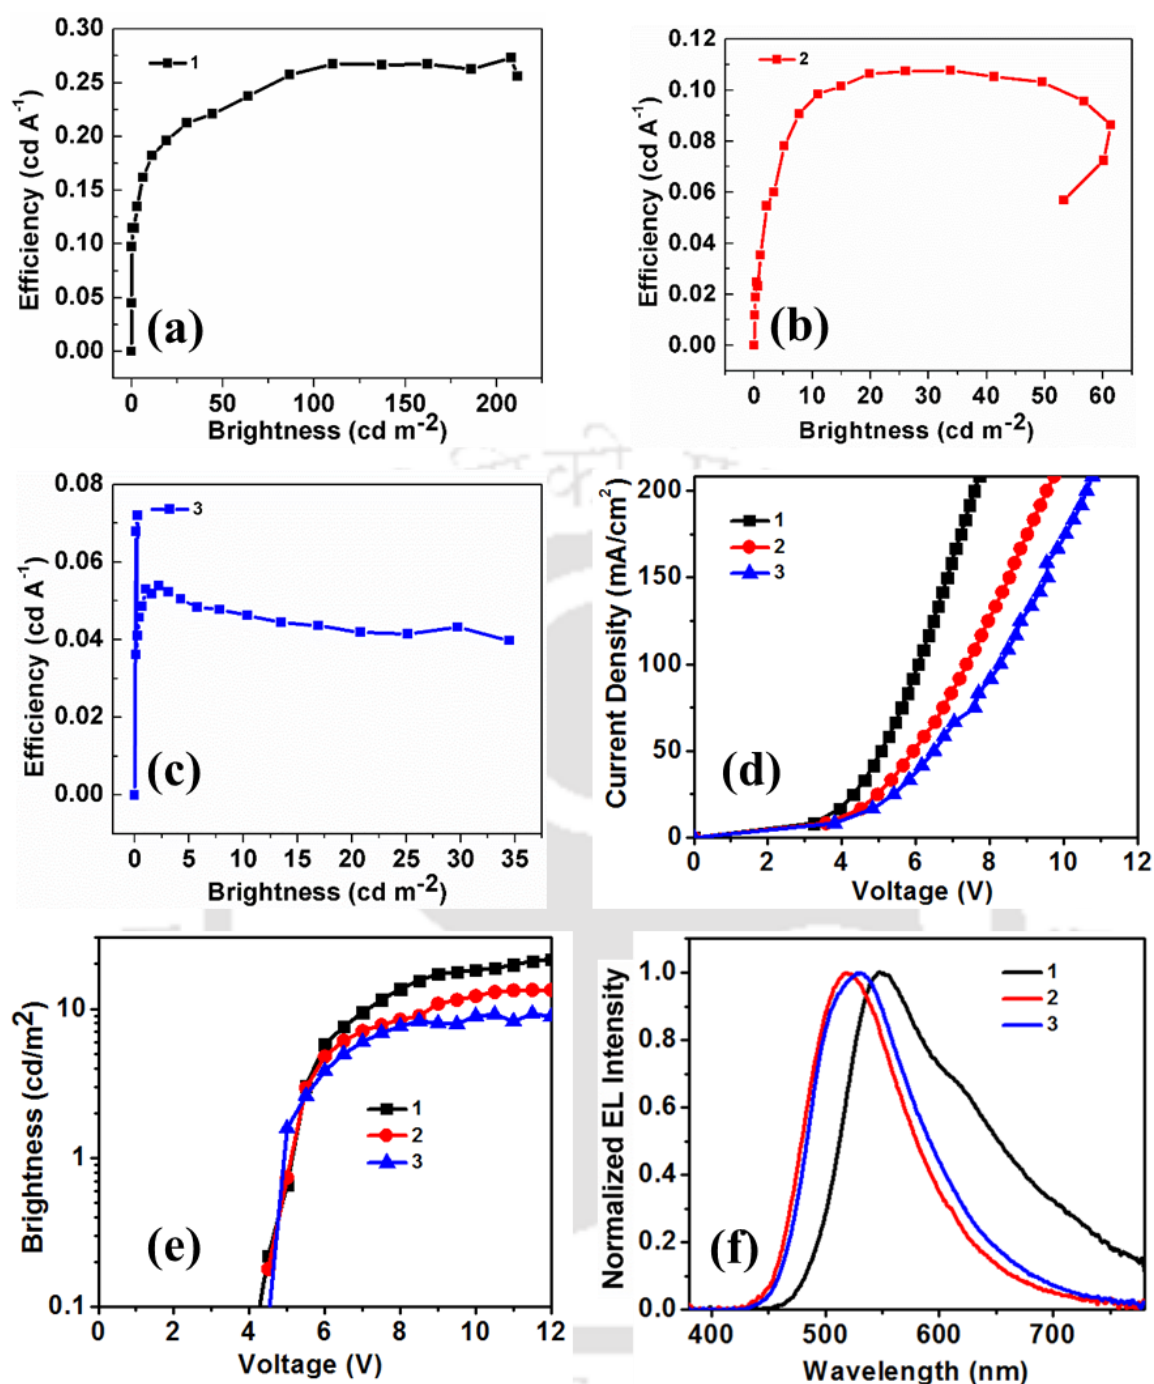 0.30
0.25
0.20
0.15
0.10
0.05
0.00
Efficiency (cd A⁻¹)
1
(a)
0 50 100 150 200
Brightness (cd m⁻²)
0.12
0.10
0.08
0.06
0.04
0.02
0.00
Efficiency (cd A⁻¹)
2
(b)
0 10 20 30 40 50 60
Brightness (cd m⁻²)
0.08
0.06
0.04
0.02
0.00
Efficiency (cd A⁻¹)
3
(c)
0 5 10 15 20 25 30 35
Brightness (cd m⁻²)
200
150
100
50
0
Current Density (mA/cm²)
1
2
3
(d)
0 2 4 6 8 10 12
Voltage (V)
10
1
0.1
Brightness (cd/m²)
1
2
3
(e)
0 2 4 6 8 10 12
Voltage (V)
1.0
0.8
0.6
0.4
0.2
0.0
Normalized EL Intensity
1
2
3
(f)
400 500 600 700
Wavelength (nm)